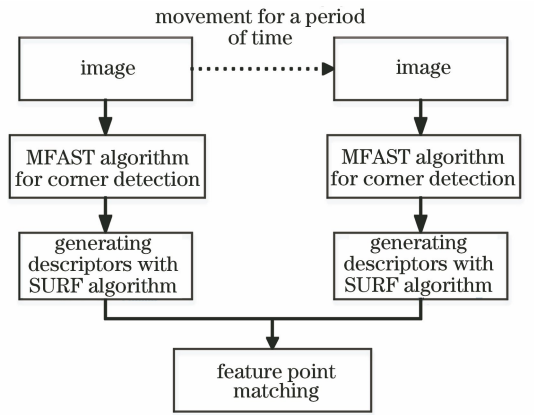 movement for a period
of time
image
image
MFAST algorithm
for corner detection
MFAST algorithm
for corner detection
generating
descriptors with
SURF algorithm
generating
descriptors with
SURF algorithm
feature point
matching